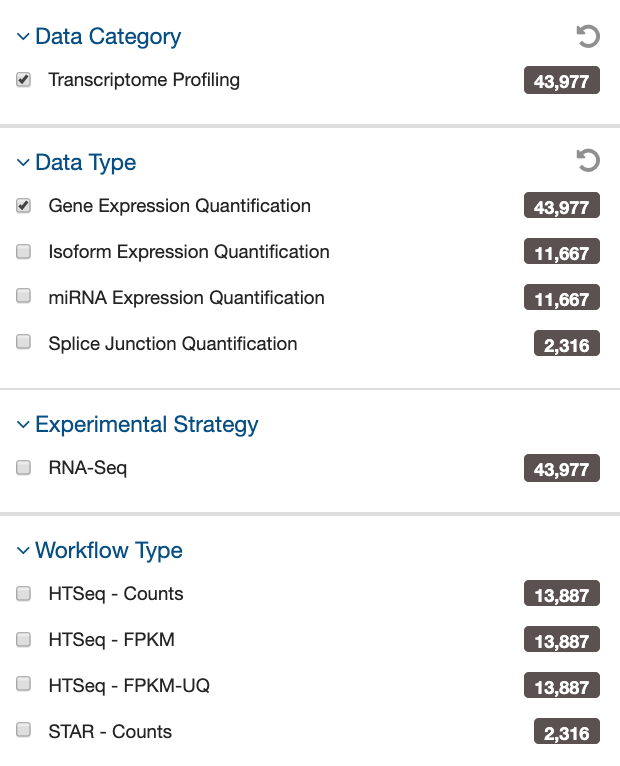 Data Category
Transcriptome Profiling 43,977
Data Type
Gene Expression Quantification 43,977
Isoform Expression Quantification 11,667
miRNA Expression Quantification 11,667
Splice Junction Quantification 2,316
Experimental Strategy
RNA-Seq 43,977
Workflow Type
HTSeq - Counts 13,887
HTSeq - FPKM 13,887
HTSeq - FPKM-UQ 13,887
STAR - Counts 2,316